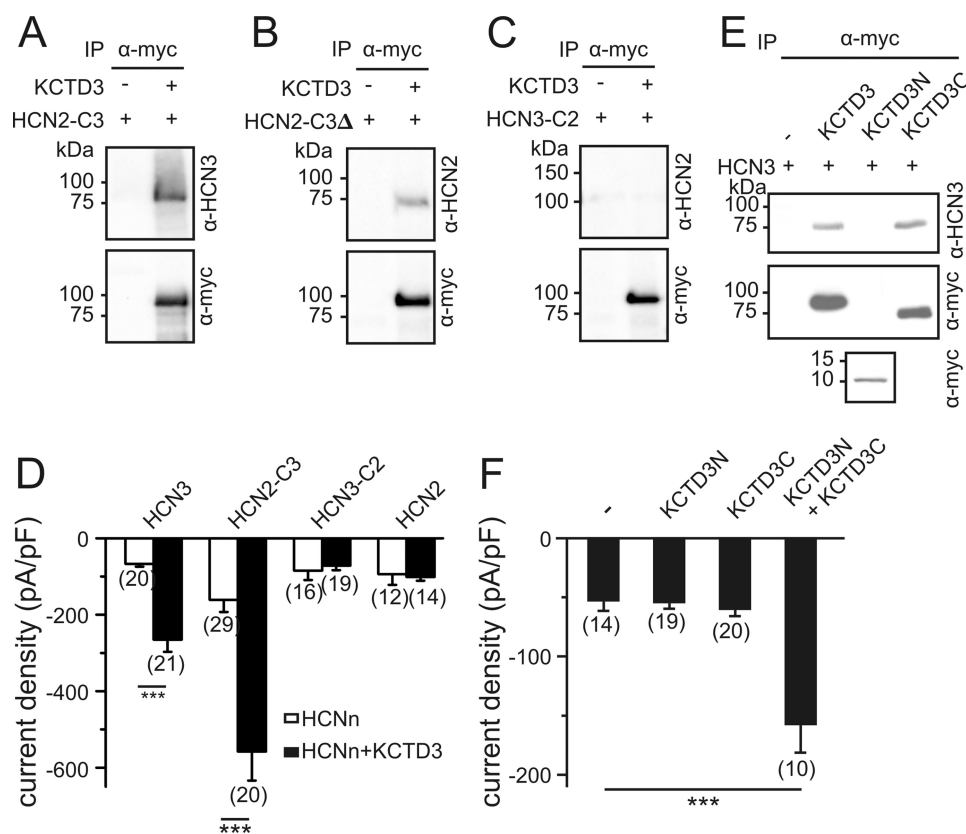 A
IP α-myc
KCTD3 - +
HCN2-C3 + +
kDa
100
75
α-HCN3
100
75
α-myc
B
IP α-myc
KCTD3 - +
HCN2-C3Δ + +
kDa
100
75
α-HCN2
100
75
α-myc
C
IP α-myc
KCTD3 - +
HCN3-C2 + +
kDa
150
100
α-HCN2
100
75
α-myc
E
IP α-myc
- KCTD3 KCTD3N KCTD3C
HCN3 + + + +
kDa
100
75
α-HCN3
100
75
α-myc
15
10
α-myc
D
HCN3 HCN2-C3 HCN3-C2 HCN2
current density (pA/pF)
0
-200
-400
-600
(20) (21) (29) (20) (16) (19) (12) (14)
***
***
HCNn
HCNn+KCTD3
F
- KCTD3N KCTD3C KCTD3N
+ KCTD3C
current density (pA/pF)
0
-100
-200
(14) (19) (20) (10)
***